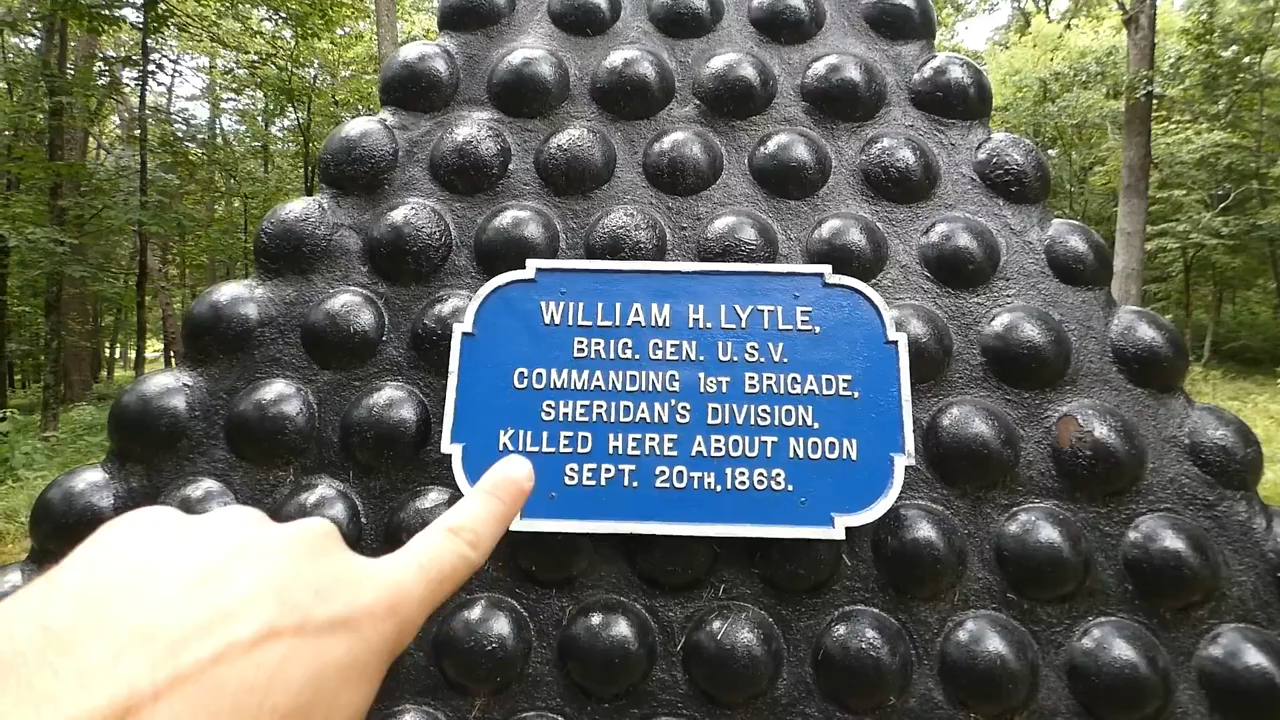 WILLIAM H. LYTLE,
BRIG. GEN. U.S.V.
COMMANDING 1ST BRIGADE,
SHERIDAN'S DIVISION,
KILLED HERE ABOUT NOON
SEPT. 20TH, 1863.